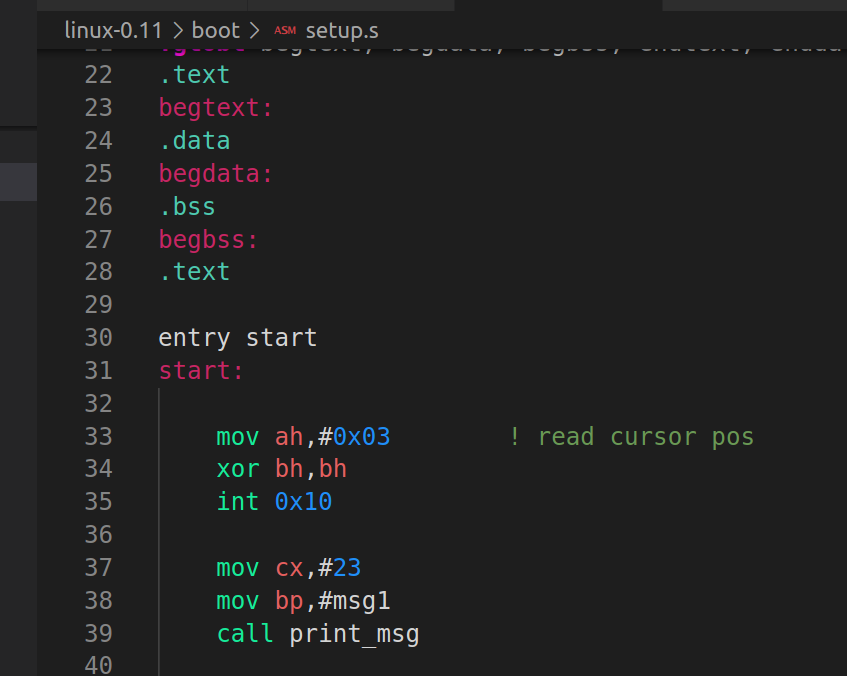 linux-0.11 > boot > ASM setup.s
22 .text
23 begtext:
24 .data
25 begdata:
26 .bss
27 begbss:
28 .text
29
30 entry start
31 start:
32
33 mov ah,#0x03 ! read cursor pos
34 xor bh,bh
35 int 0x10
36
37 mov cx,#23
38 mov bp,#msg1
39 call print_msg
40